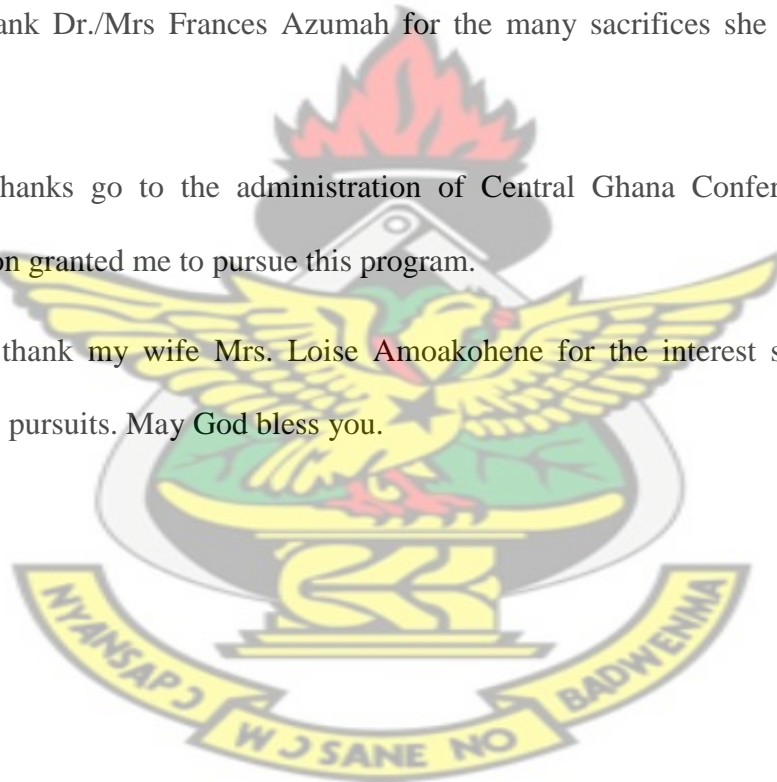 ank Dr./Mrs Frances Azumah for the many sacrifices she
hanks go to the administration of Central Ghana Confer
on granted me to pursue this program.
thank my wife Mrs. Loise Amoakohene for the interest s
pursuits. May God bless you.
NYANSAPƆ
WƆ SANE NO
BADWENMA